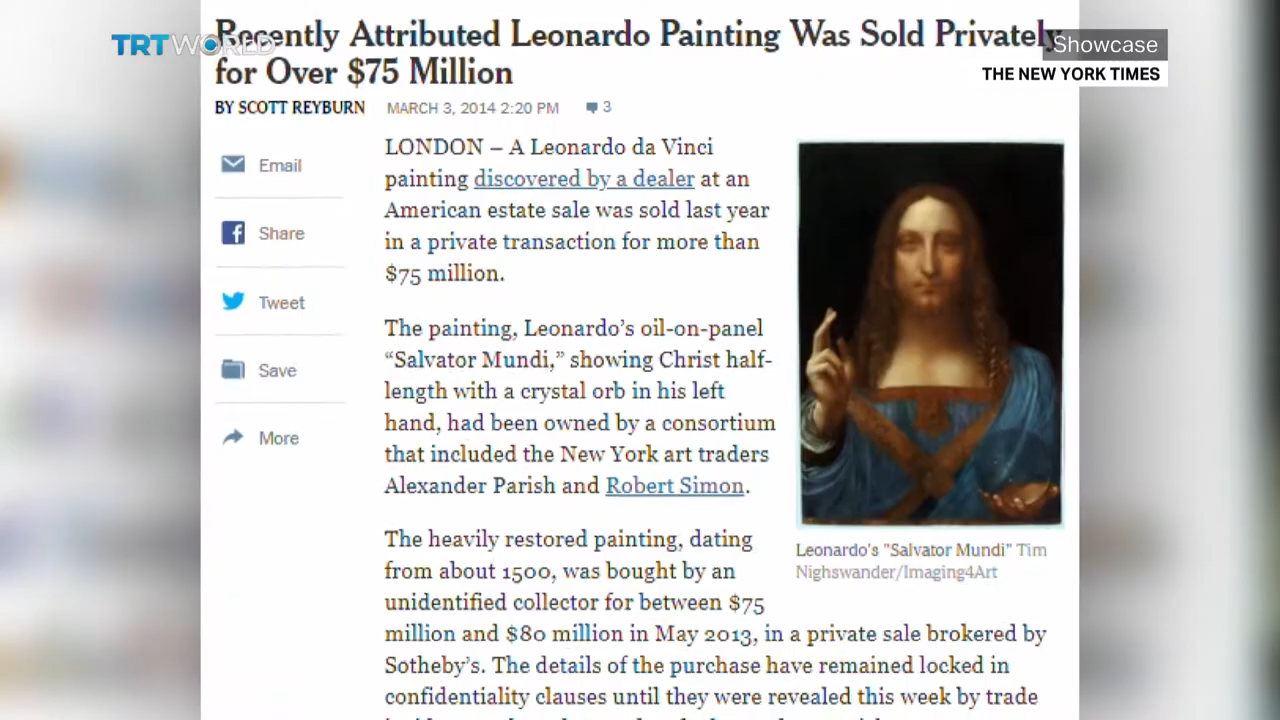 TRT WORLD
Showcase
THE NEW YORK TIMES
Recently Attributed Leonardo Painting Was Sold Privately
for Over $75 Million
BY SCOTT REYBURN MARCH 3, 2014 2:20 PM 3
Email
Share
Tweet
Save
More
LONDON – A Leonardo da Vinci
painting discovered by a dealer at an
American estate sale was sold last year
in a private transaction for more than
$75 million.
The painting, Leonardo’s oil-on-panel
“Salvator Mundi,” showing Christ half-
length with a crystal orb in his left
hand, had been owned by a consortium
that included the New York art traders
Alexander Parish and Robert Simon.
The heavily restored painting, dating
from about 1500, was bought by an
unidentified collector for between $75
million and $80 million in May 2013, in a private sale brokered by
Sotheby’s. The details of the purchase have remained locked in
confidentiality clauses until they were revealed this week by trade
Leonardo's "Salvator Mundi" Tim
Nighswander/Imaging4Art